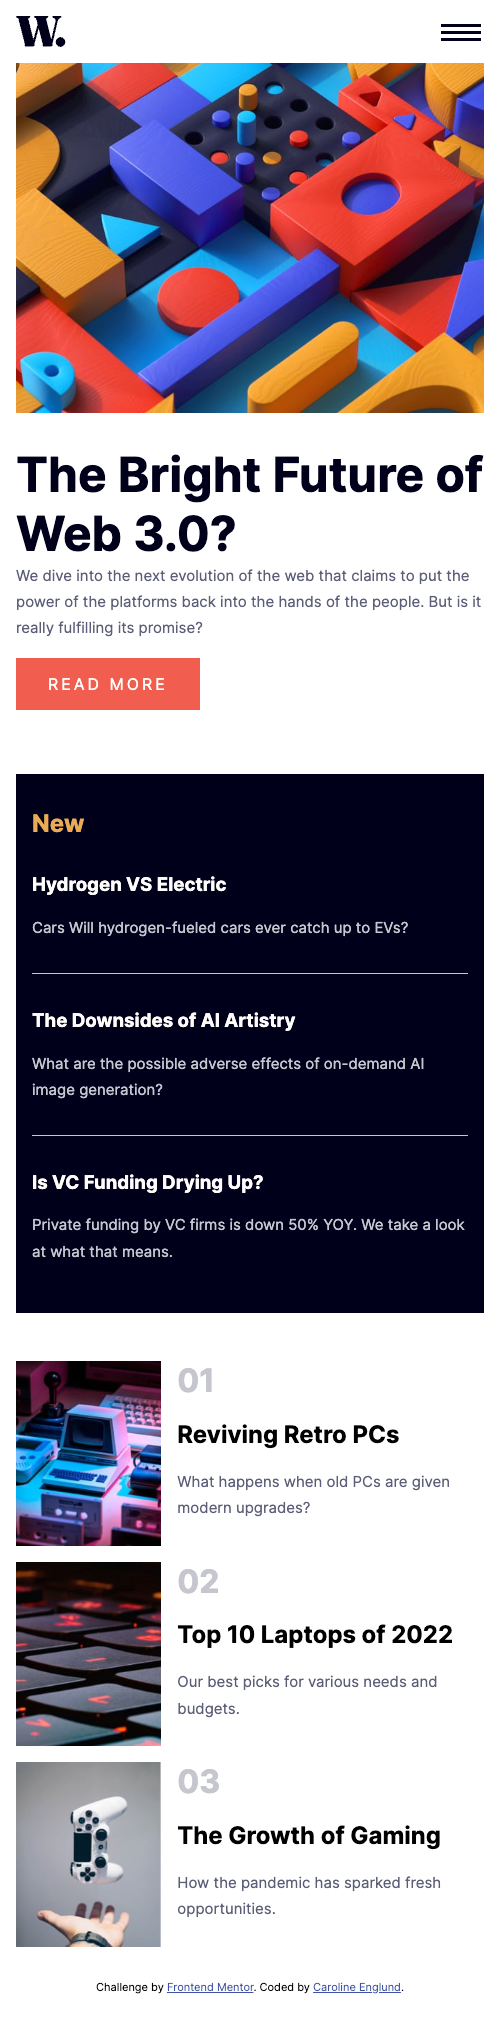 W.
The Bright Future of
Web 3.0?
We dive into the next evolution of the web that claims to put the
power of the platforms back into the hands of the people. But is it
really fulfilling its promise?
READ MORE
New
Hydrogen VS Electric
Cars Will hydrogen-fueled cars ever catch up to EVs?
The Downsides of AI Artistry
What are the possible adverse effects of on-demand AI
image generation?
Is VC Funding Drying Up?
Private funding by VC firms is down 50% YOY. We take a look
at what that means.
01
Reviving Retro PCs
What happens when old PCs are given
modern upgrades?
02
Top 10 Laptops of 2022
Our best picks for various needs and
budgets.
03
The Growth of Gaming
How the pandemic has sparked fresh
opportunities.
Challenge by Frontend Mentor. Coded by Caroline Englund.